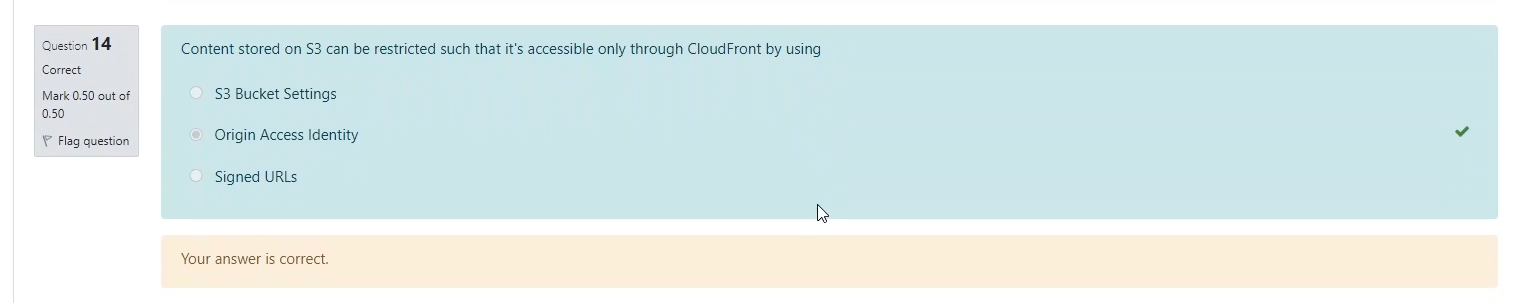 Question 14
Correct
Mark 0.50 out of
0.50
Flag question
Content stored on S3 can be restricted such that it's accessible only through CloudFront by using
S3 Bucket Settings
Origin Access Identity
Signed URLs
Your answer is correct.